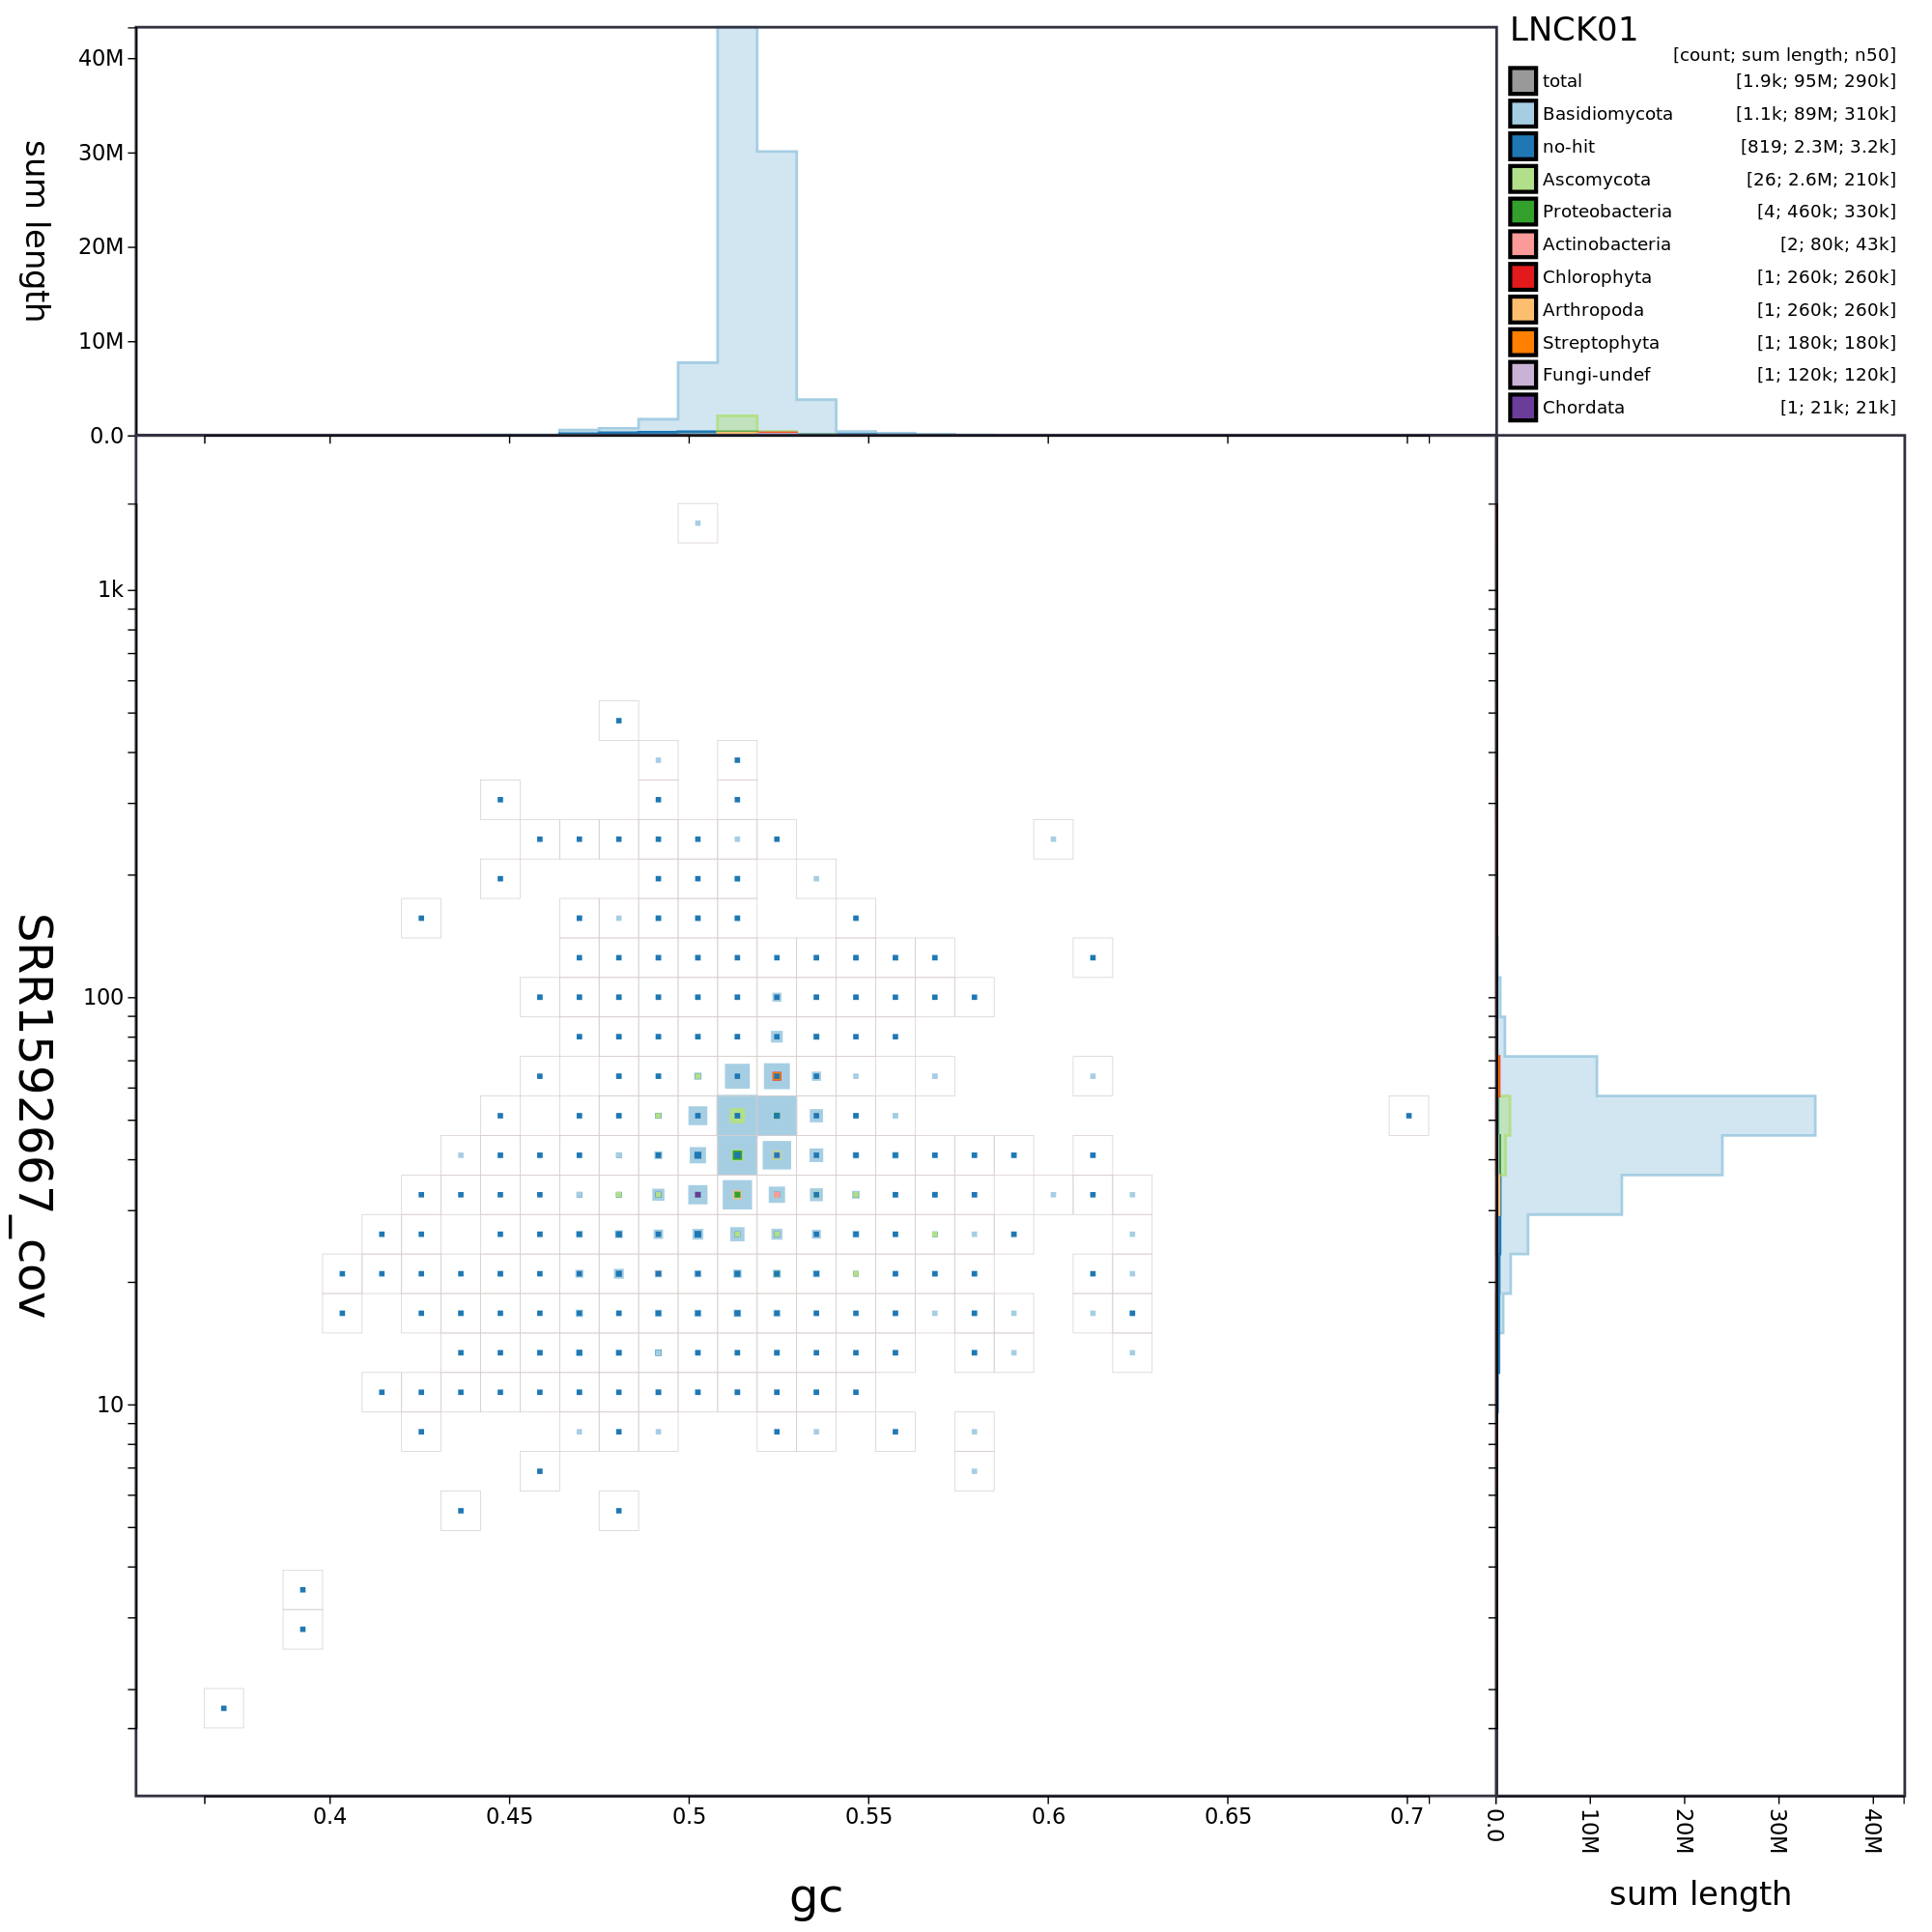 LNCK01
[count; sum length; n50]
total [1.9k; 95M; 290k]
Basidiomycota [1.1k; 89M; 310k]
no-hit [819; 2.3M; 3.2k]
Ascomycota [26; 2.6M; 210k]
Proteobacteria [4; 460k; 330k]
Actinobacteria [2; 80k; 43k]
Chlorophyta [1; 260k; 260k]
Arthropoda [1; 260k; 260k]
Streptophyta [1; 180k; 180k]
Fungi-undef [1; 120k; 120k]
Chordata [1; 21k; 21k]
sum length
40M
30M
20M
10M
0.0
SRR1592667_cov
1k
100
10
0.4 0.45 0.5 0.55 0.6 0.65 0.7
gc
0.0 10M 20M 30M 40M
sum length